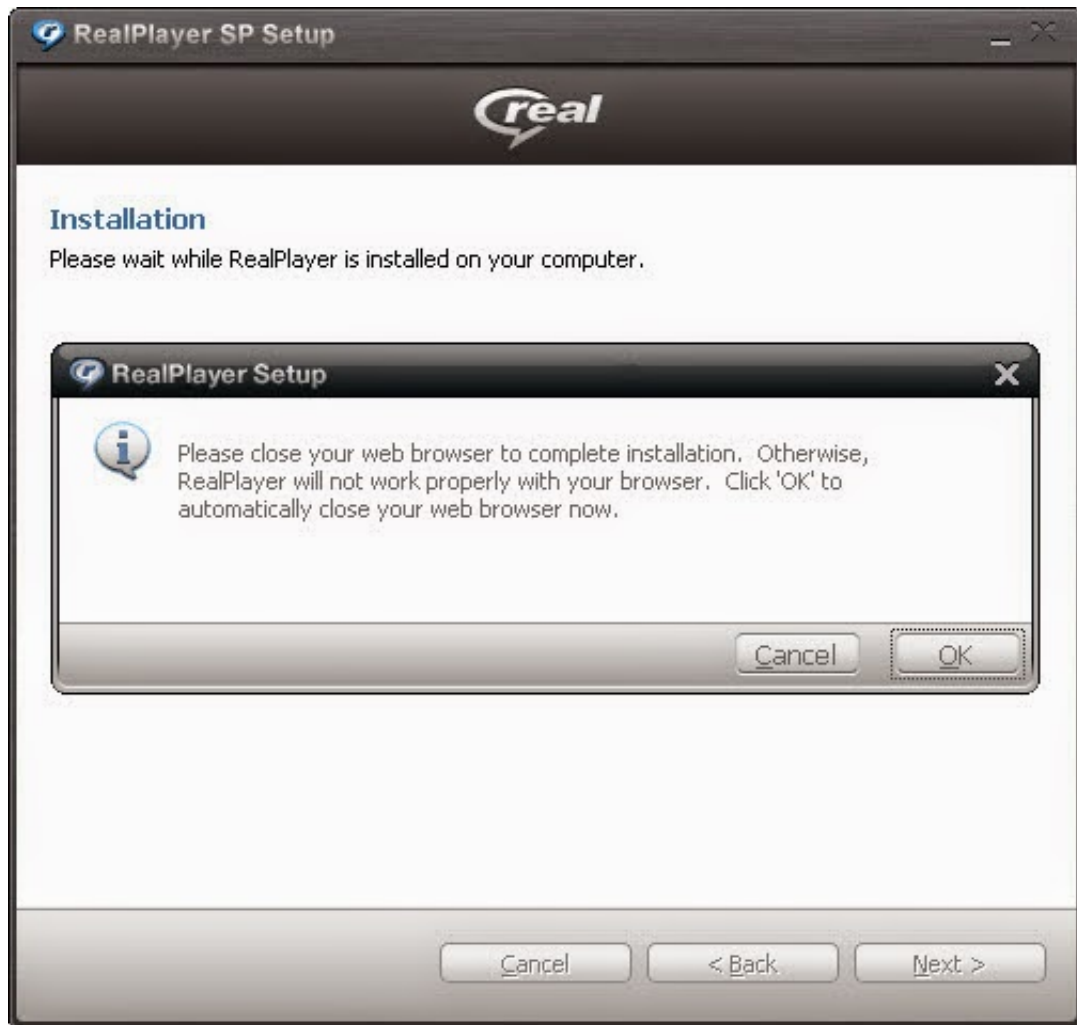 RealPlayer SP Setup
real
Installation
Please wait while RealPlayer is installed on your computer.
RealPlayer Setup
Please close your web browser to complete installation.  Otherwise,
RealPlayer will not work properly with your browser.  Click 'OK' to
automatically close your web browser now.
Cancel OK
Cancel < Back Next >